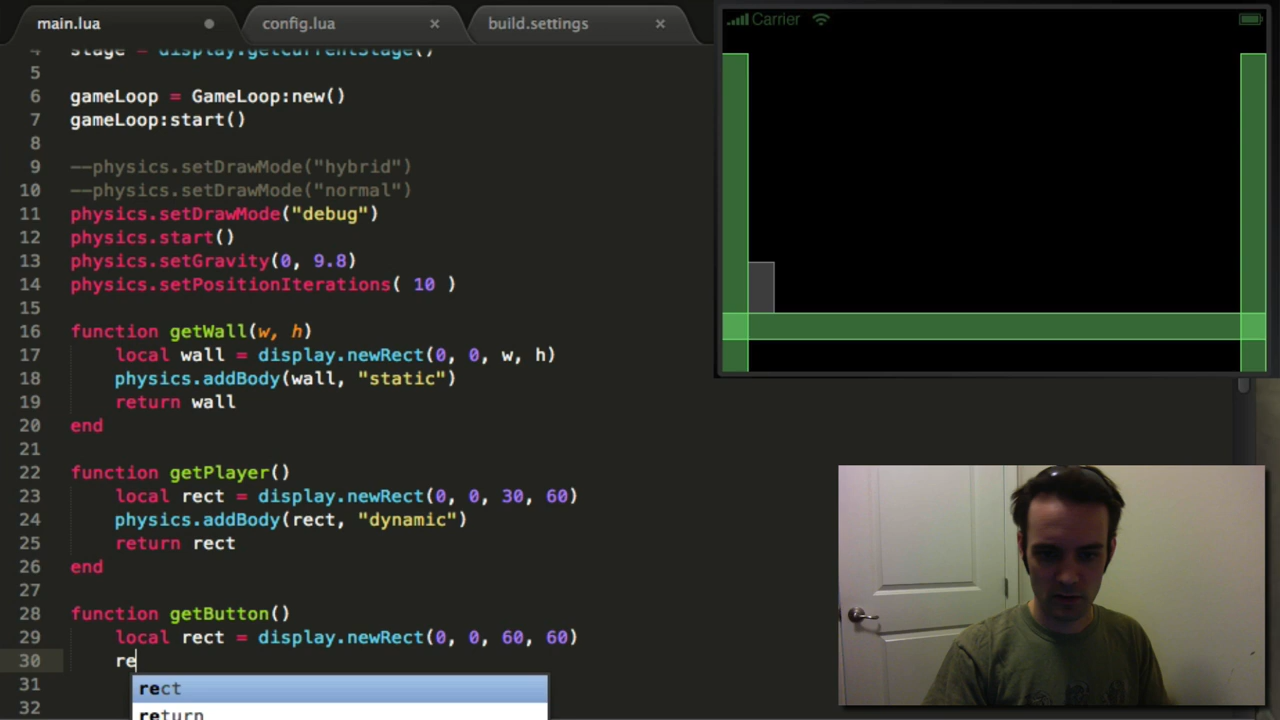 main.lua
config.lua
build.settings
Carrier
4 stage = display.getCurrentStage()
5
6 gameLoop = GameLoop:new()
7 gameLoop:start()
8
9 --physics.setDrawMode("hybrid")
10 --physics.setDrawMode("normal")
11 physics.setDrawMode("debug")
12 physics.start()
13 physics.setGravity(0, 9.8)
14 physics.setPositionIterations( 10 )
15
16 function getWall(w, h)
17 local wall = display.newRect(0, 0, w, h)
18 physics.addBody(wall, "static")
19 return wall
20 end
21
22 function getPlayer()
23 local rect = display.newRect(0, 0, 30, 60)
24 physics.addBody(rect, "dynamic")
25 return rect
26 end
27
28 function getButton()
29 local rect = display.newRect(0, 0, 60, 60)
30 re
31 rect
32 return